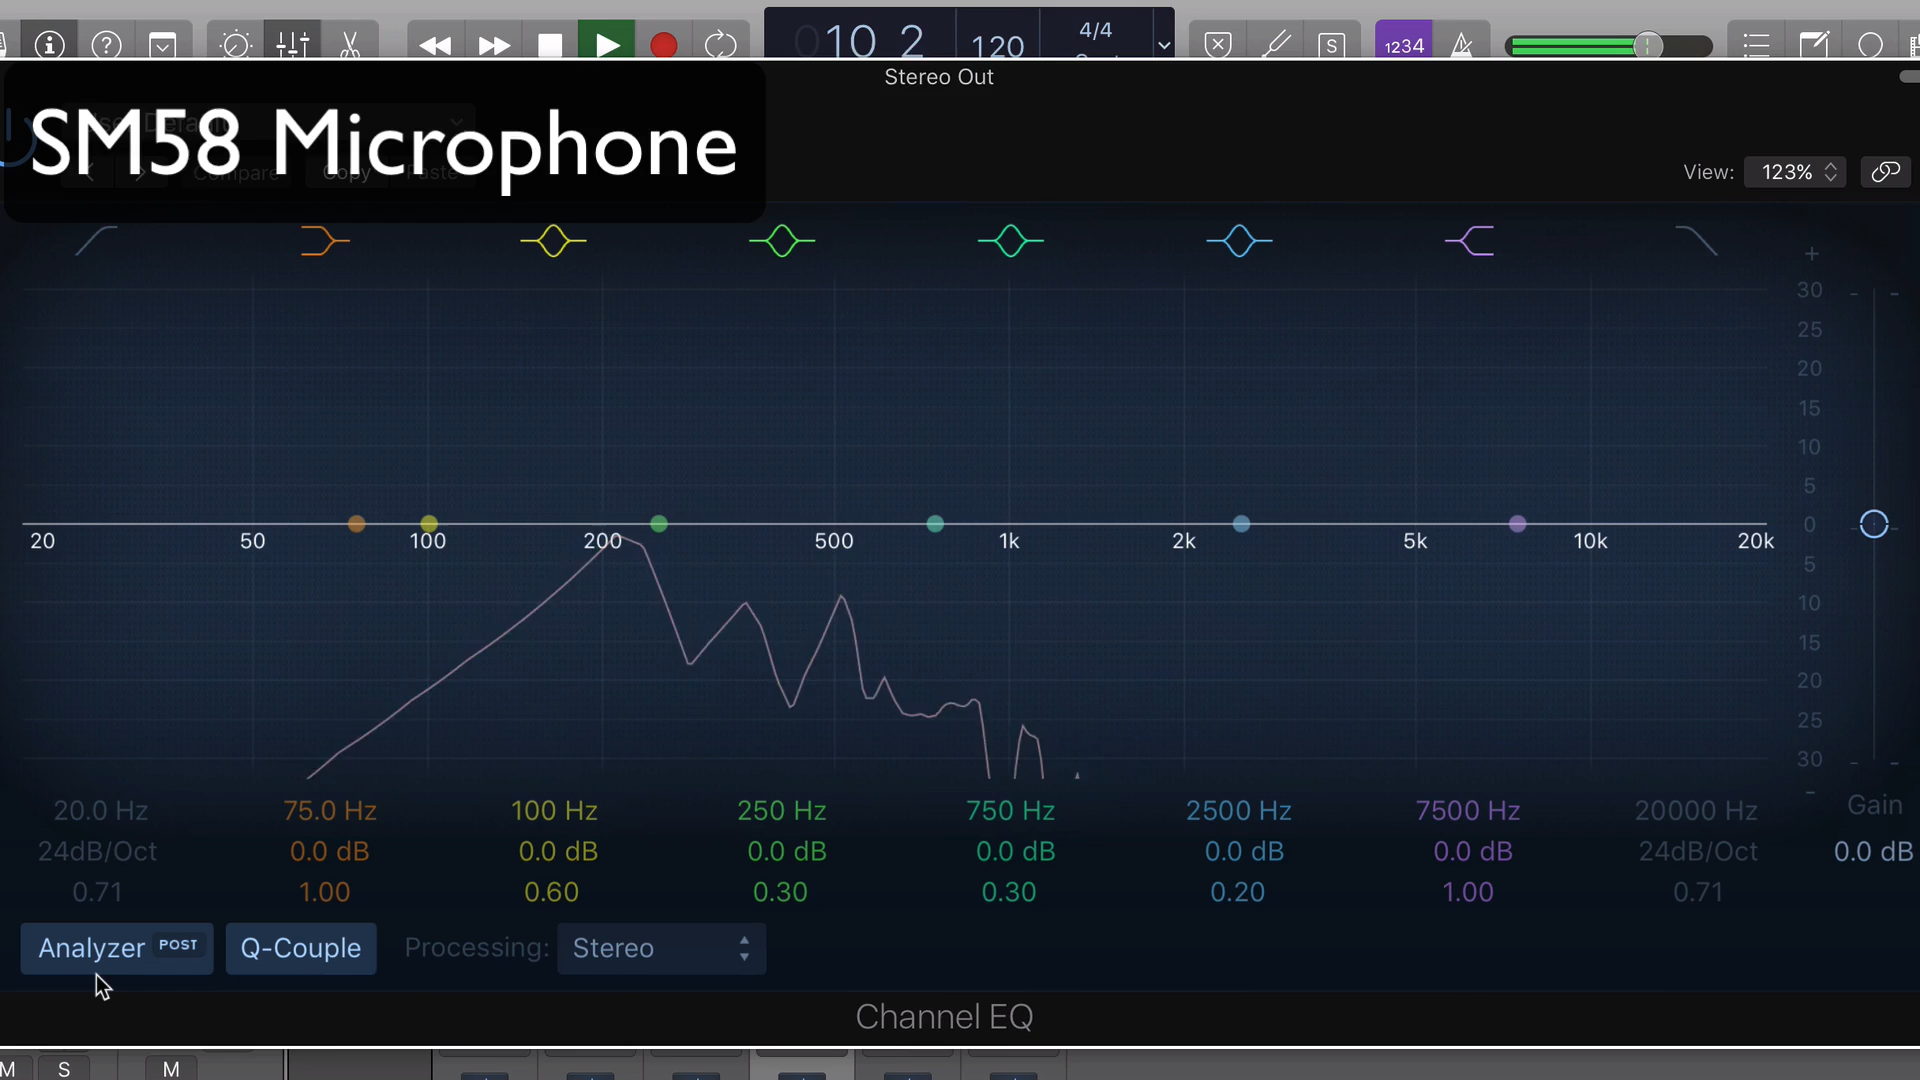 10 2
120
4/4
S
1234
Stereo Out
SM58 Microphone
Compare
Copy
Paste
View:
123%
+
30
25
20
15
10
5
0
20
50
100
200
500
1k
2k
5k
10k
20k
5
10
15
20
25
30
-
20.0 Hz
75.0 Hz
100 Hz
250 Hz
750 Hz
2500 Hz
7500 Hz
20000 Hz
Gain
24dB/Oct
0.0 dB
0.0 dB
0.0 dB
0.0 dB
0.0 dB
0.0 dB
24dB/Oct
0.0 dB
0.71
1.00
0.60
0.30
0.30
0.20
1.00
0.71
Analyzer POST
Q-Couple
Processing:
Stereo
Channel EQ
M
S
M